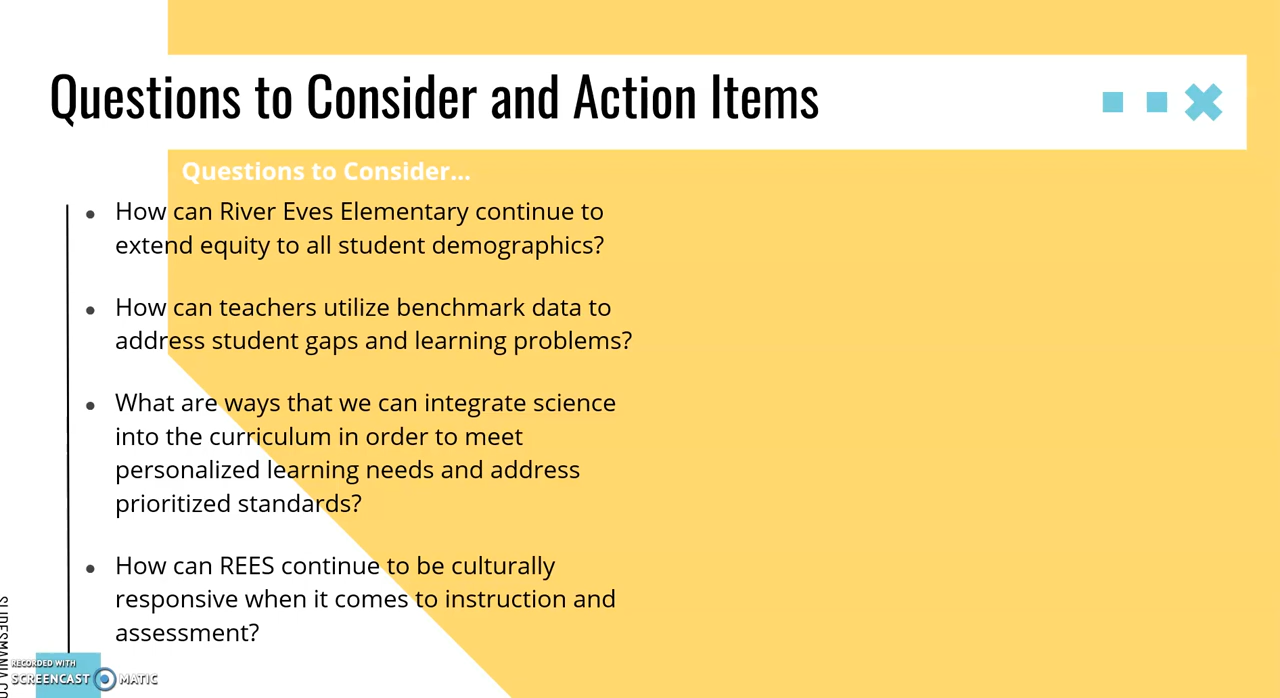 Questions to Consider and Action Items
Questions to Consider...
• How can River Eves Elementary continue to
extend equity to all student demographics?
• How can teachers utilize benchmark data to
address student gaps and learning problems?
• What are ways that we can integrate science
into the curriculum in order to meet
personalized learning needs and address
prioritized standards?
• How can REES continue to be culturally
responsive when it comes to instruction and
assessment?
RECORDED WITH
SCREENCAST MATIC